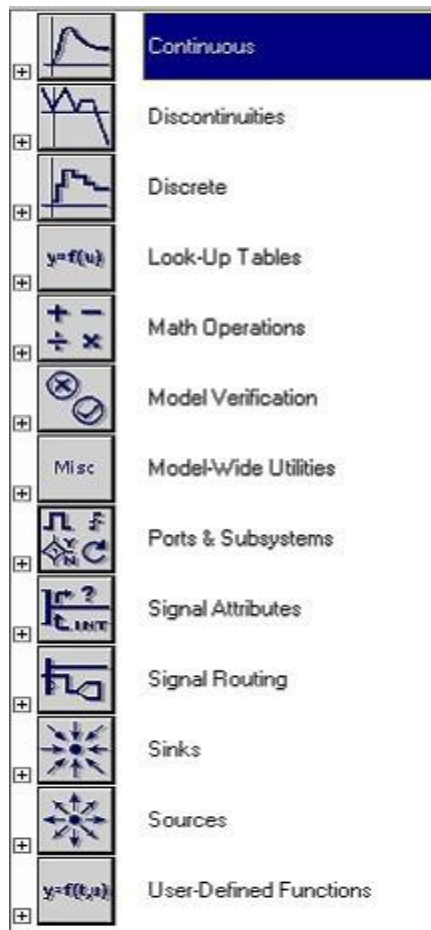 Continuous
Discontinuities
Discrete
y=f(u) Look-Up Tables
+ − ÷ × Math Operations
Model Verification
Misc Model-Wide Utilities
Y N Ports & Subsystems
? t INT Signal Attributes
Signal Routing
Sinks
Sources
y=f(t,u) User-Defined Functions